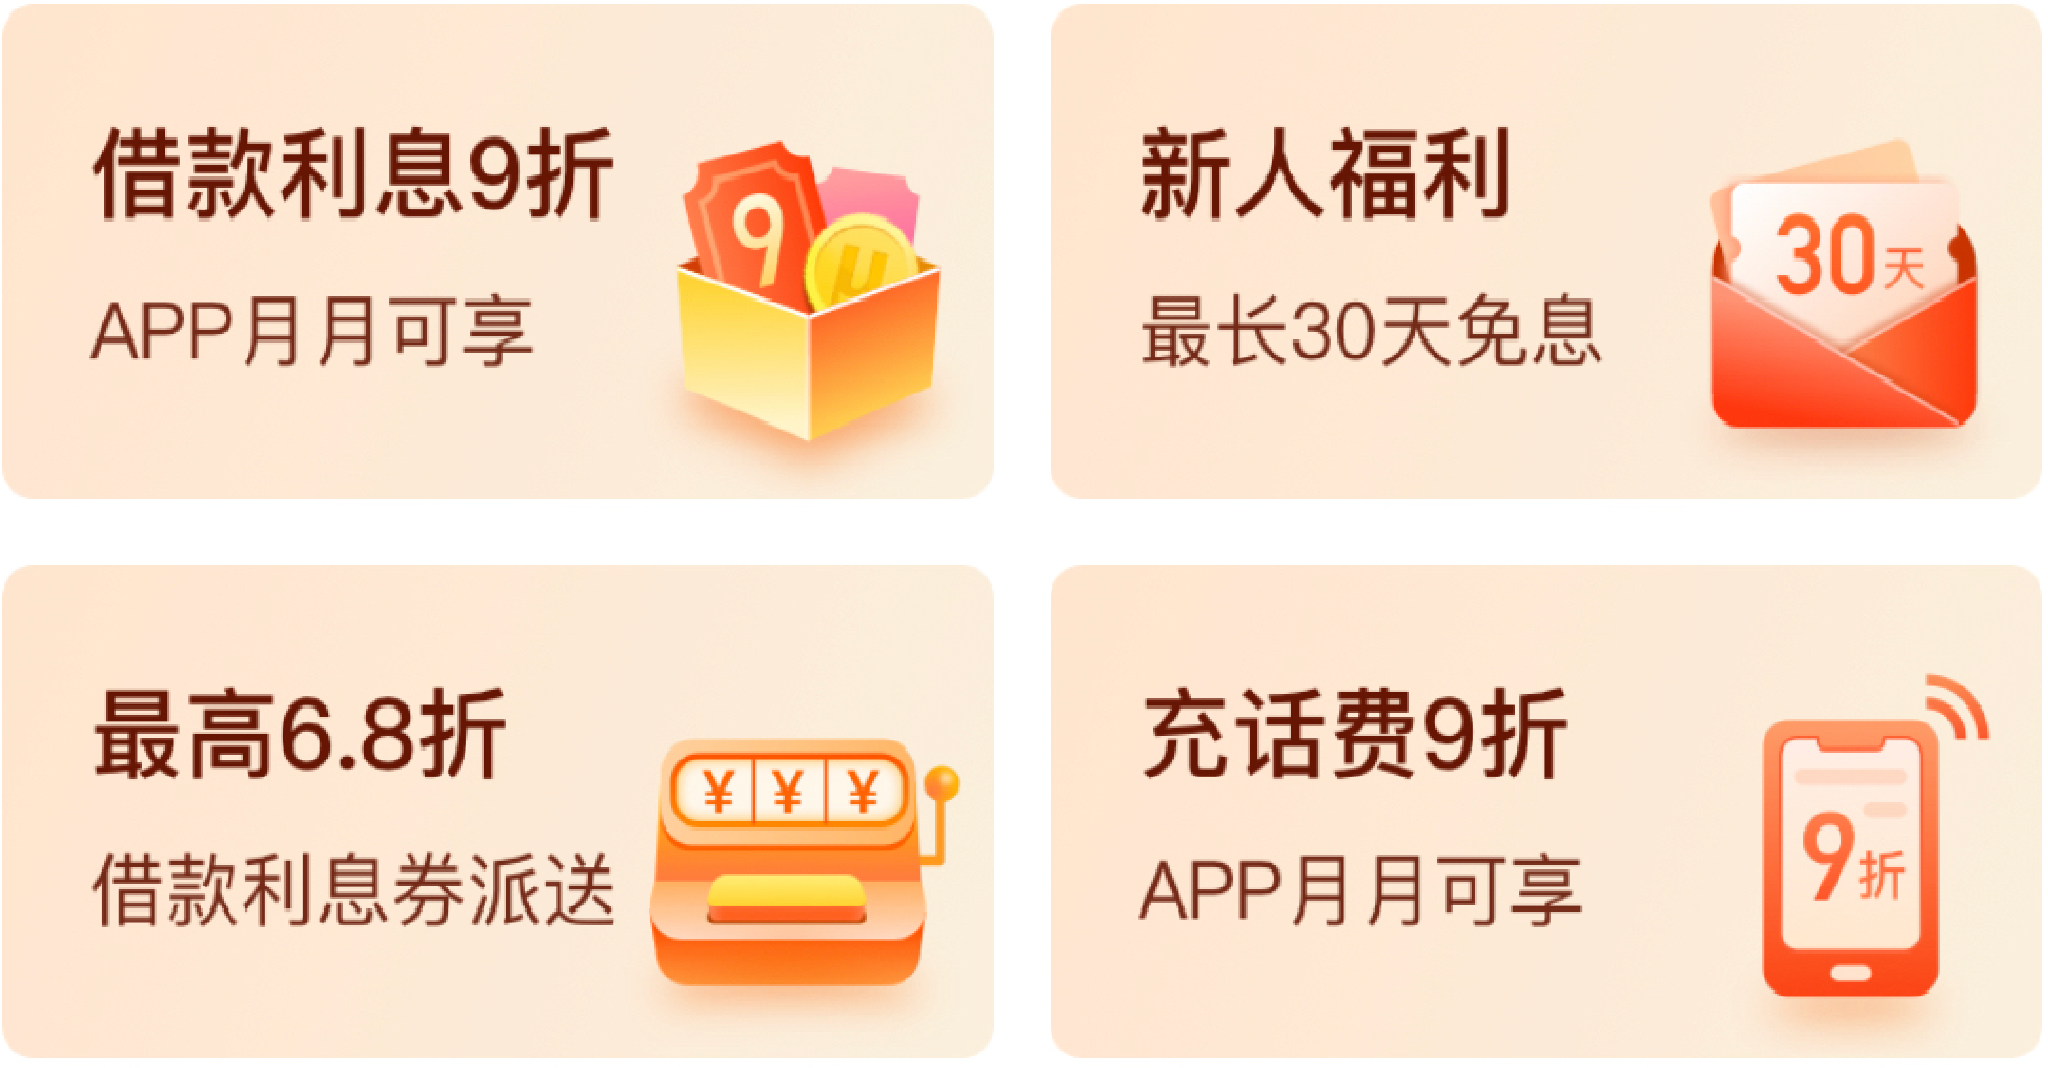 借款利息9折
APP月月可享
9
µ
新人福利
最长30天免息
30天
最高6.8折
借款利息券派送
¥ ¥ ¥
充话费9折
APP月月可享
9折